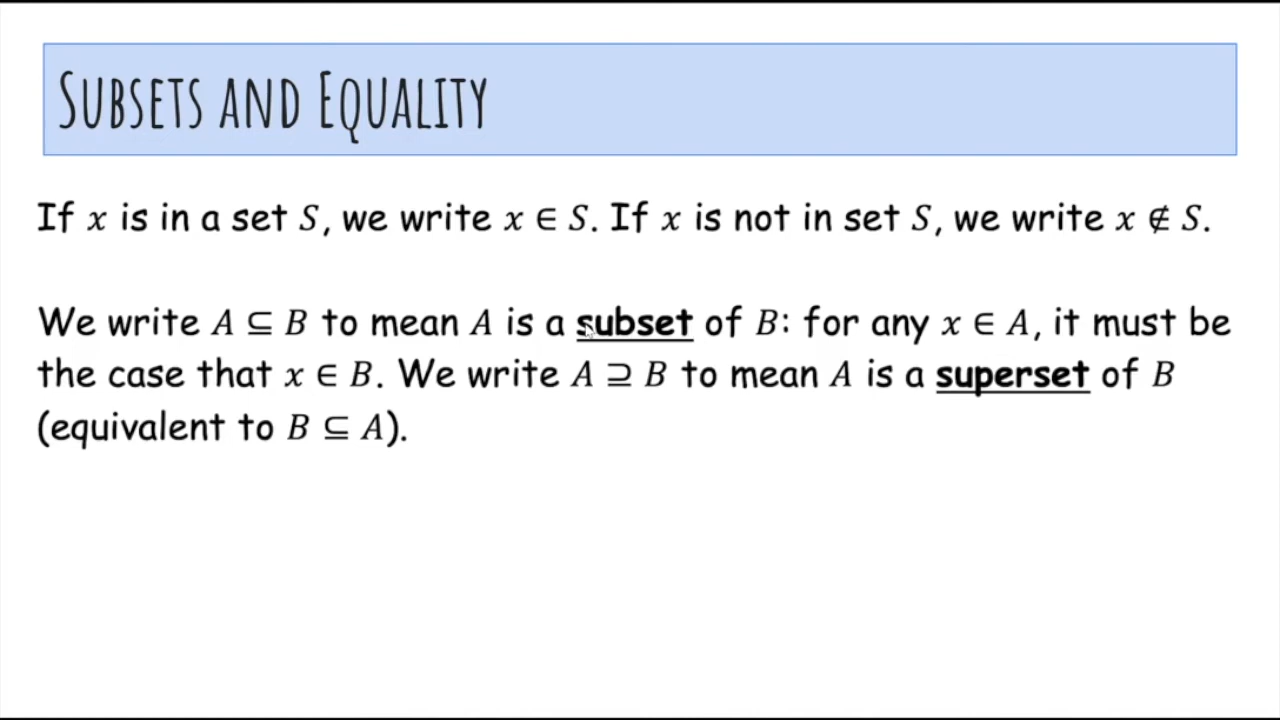 SUBSETS AND EQUALITY
If x is in a set S, we write x ∈ S. If x is not in set S, we write x ∉ S.
We write A ⊆ B to mean A is a subset of B: for any x ∈ A, it must be
the case that x ∈ B. We write A ⊇ B to mean A is a superset of B
(equivalent to B ⊆ A).